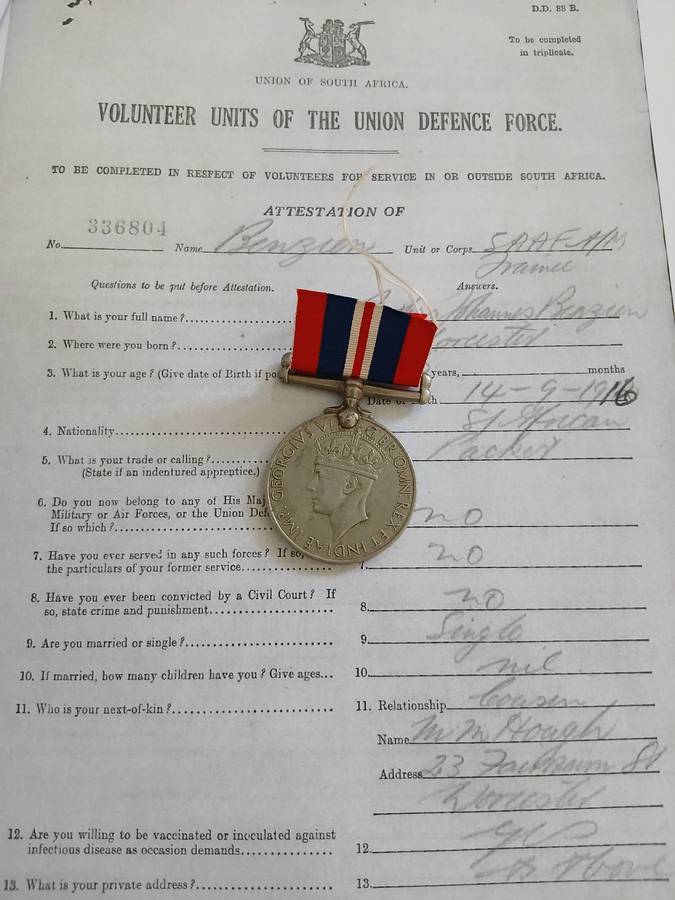 D.D. 88 B.
To be completed
in triplicate.
UNION OF SOUTH AFRICA.
VOLUNTEER UNITS OF THE UNION DEFENCE FORCE.
TO BE COMPLETED IN RESPECT OF VOLUNTEERS FOR SERVICE IN OR OUTSIDE SOUTH AFRICA.
ATTESTATION OF
No. 336804 Name Benzien Unit or Corps SAAF A/M
Trainee
Questions to be put before Attestation. Answers.
1. What is your full name? Johannes Benzien
2. Where were you born? Worcester
3. What is your age? (Give date of Birth if years, months
Date of 14-9-1916
4. Nationality S. African
5. What is your trade or calling? Packer
(State if an indentured apprentice.)
6. Do you now belong to any of His
Military or Air Forces, or the Union
If so which? no
7. Have you ever served in any such forces? If so, no
the particulars of your former service 7.
8. Have you ever been convicted by a Civil Court? If no
so, state crime and punishment 8.
9. Are you married or single? 9. Single
10. If married, how many children have you? Give ages... 10. nil
11. Who is your next-of-kin? 11. Relationship Cousin
Name M M Hough
Address 23 St
Worcester
12. Are you willing to be vaccinated or inoculated against
infectious disease as occasion demands 12. yes
13. What is your private address? 13. As Above
GEORGIVS VI D:G:BR:OMN:REX ET INDIAE IMP: